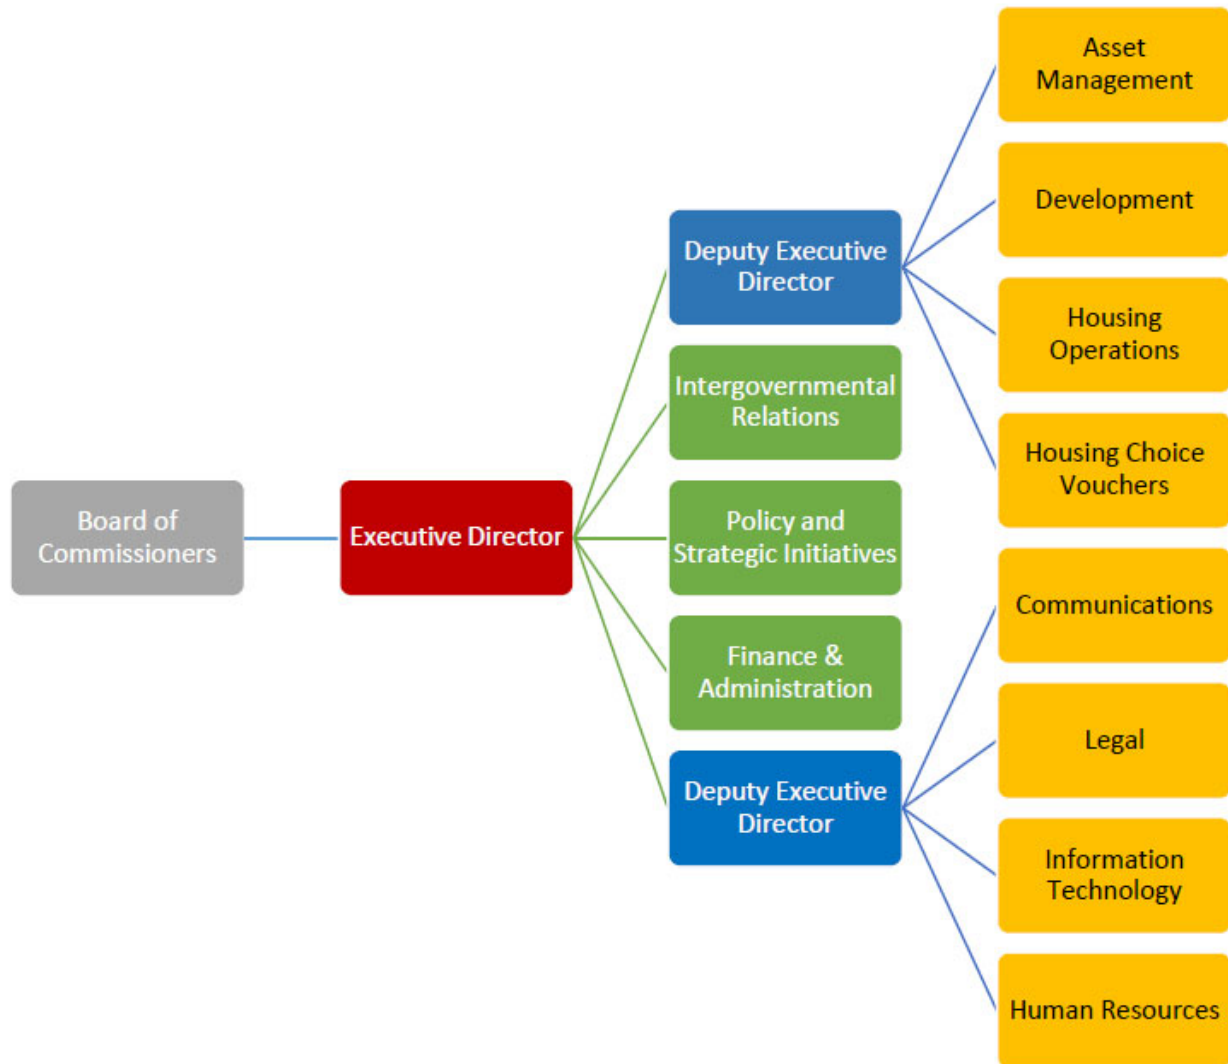 Board of
Commissioners
Executive Director
Deputy Executive
Director
Intergovernmental
Relations
Policy and
Strategic Initiatives
Finance &
Administration
Deputy Executive
Director
Asset
Management
Development
Housing
Operations
Housing Choice
Vouchers
Communications
Legal
Information
Technology
Human Resources